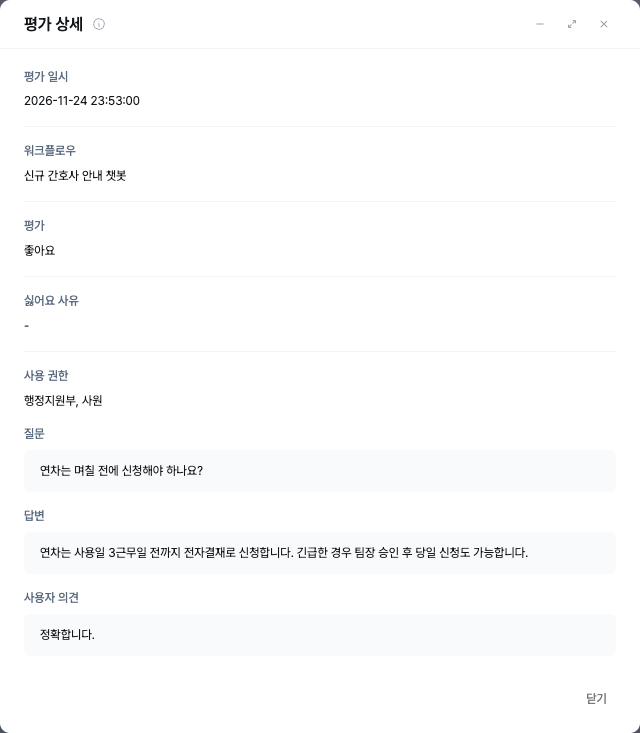 평가 상세
평가 일시
2026-11-24 23:53:00
워크플로우
신규 간호사 안내 챗봇
평가
좋아요
싫어요 사유
-
사용 권한
행정지원부, 사원
질문
연차는 며칠 전에 신청해야 하나요?
답변
연차는 사용일 3근무일 전까지 전자결재로 신청합니다. 긴급한 경우 팀장 승인 후 당일 신청도 가능합니다.
사용자 의견
정확합니다.
닫기